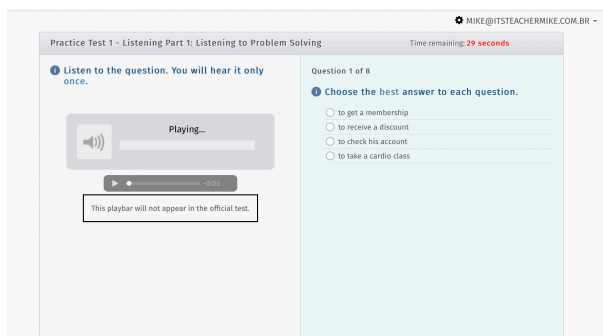 MIKE@ITSTEACHERMIKE.COM.BR
Practice Test 1 - Listening Part 1: Listening to Problem Solving
Time remaining: 29 seconds
Listen to the question. You will hear it only
once.
Playing...
-0:03
This playbar will not appear in the official test.
Question 1 of 8
Choose the best answer to each question.
to get a membership
to receive a discount
to check his account
to take a cardio class